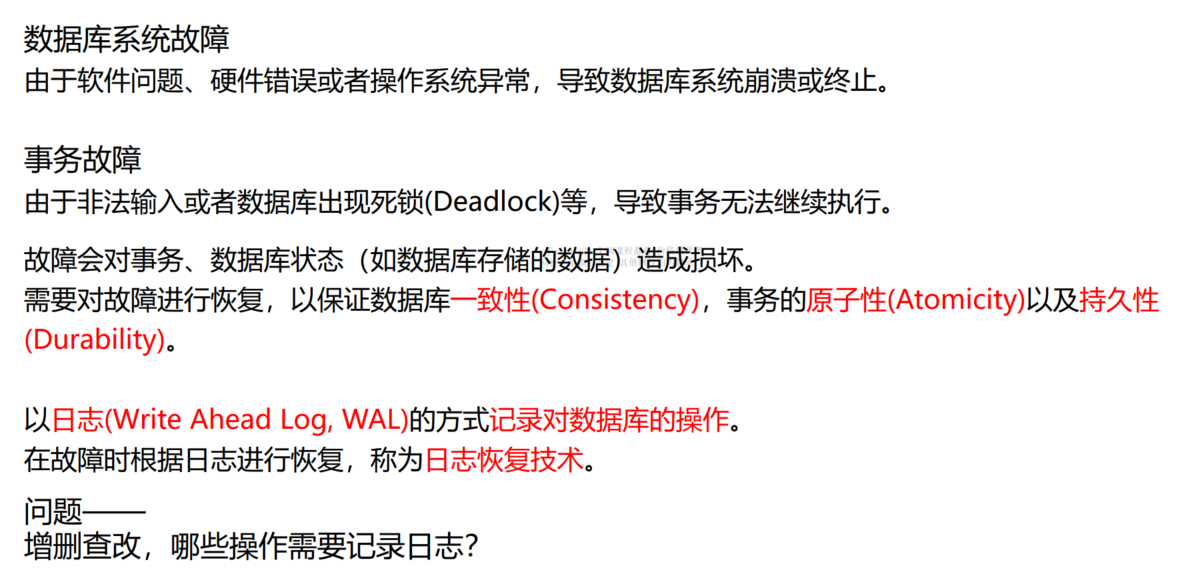 数据库系统故障
由于软件问题、硬件错误或者操作系统异常，导致数据库系统崩溃或终止。
事务故障
由于非法输入或者数据库出现死锁(Deadlock)等，导致事务无法继续执行。
故障会对事务、数据库状态（如数据库存储的数据）造成损坏。
需要对故障进行恢复，以保证数据库一致性(Consistency)，事务的原子性(Atomicity)以及持久性
(Durability)。
以日志(Write Ahead Log, WAL)的方式记录对数据库的操作。
在故障时根据日志进行恢复，称为日志恢复技术。
问题——
增删查改，哪些操作需要记录日志？